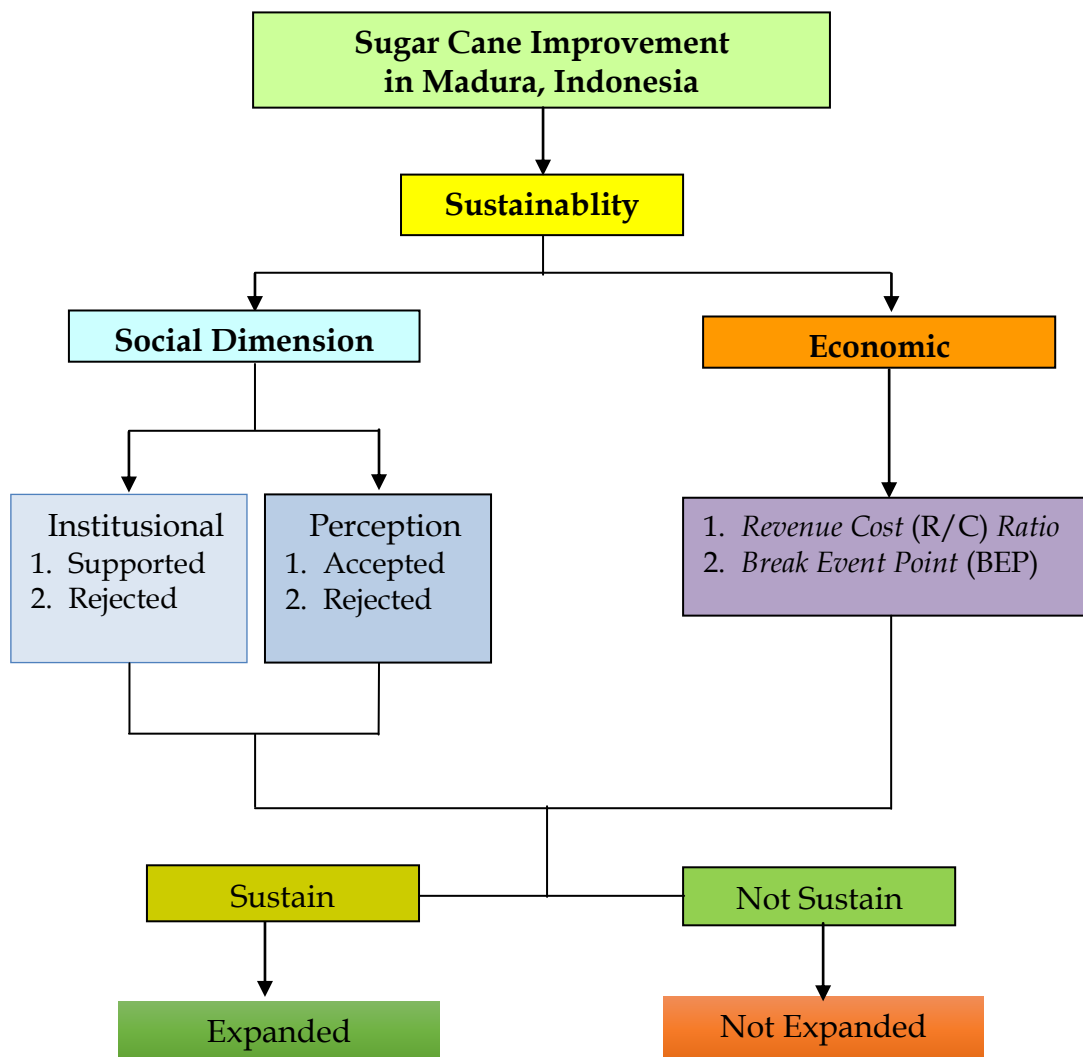 Sugar Cane Improvement
in Madura, Indonesia
Sustainablity
Social Dimension
Economic
Institusional
1. Supported
2. Rejected
Perception
1. Accepted
2. Rejected
1. Revenue Cost (R/C) Ratio
2. Break Event Point (BEP)
Sustain
Not Sustain
Expanded
Not Expanded